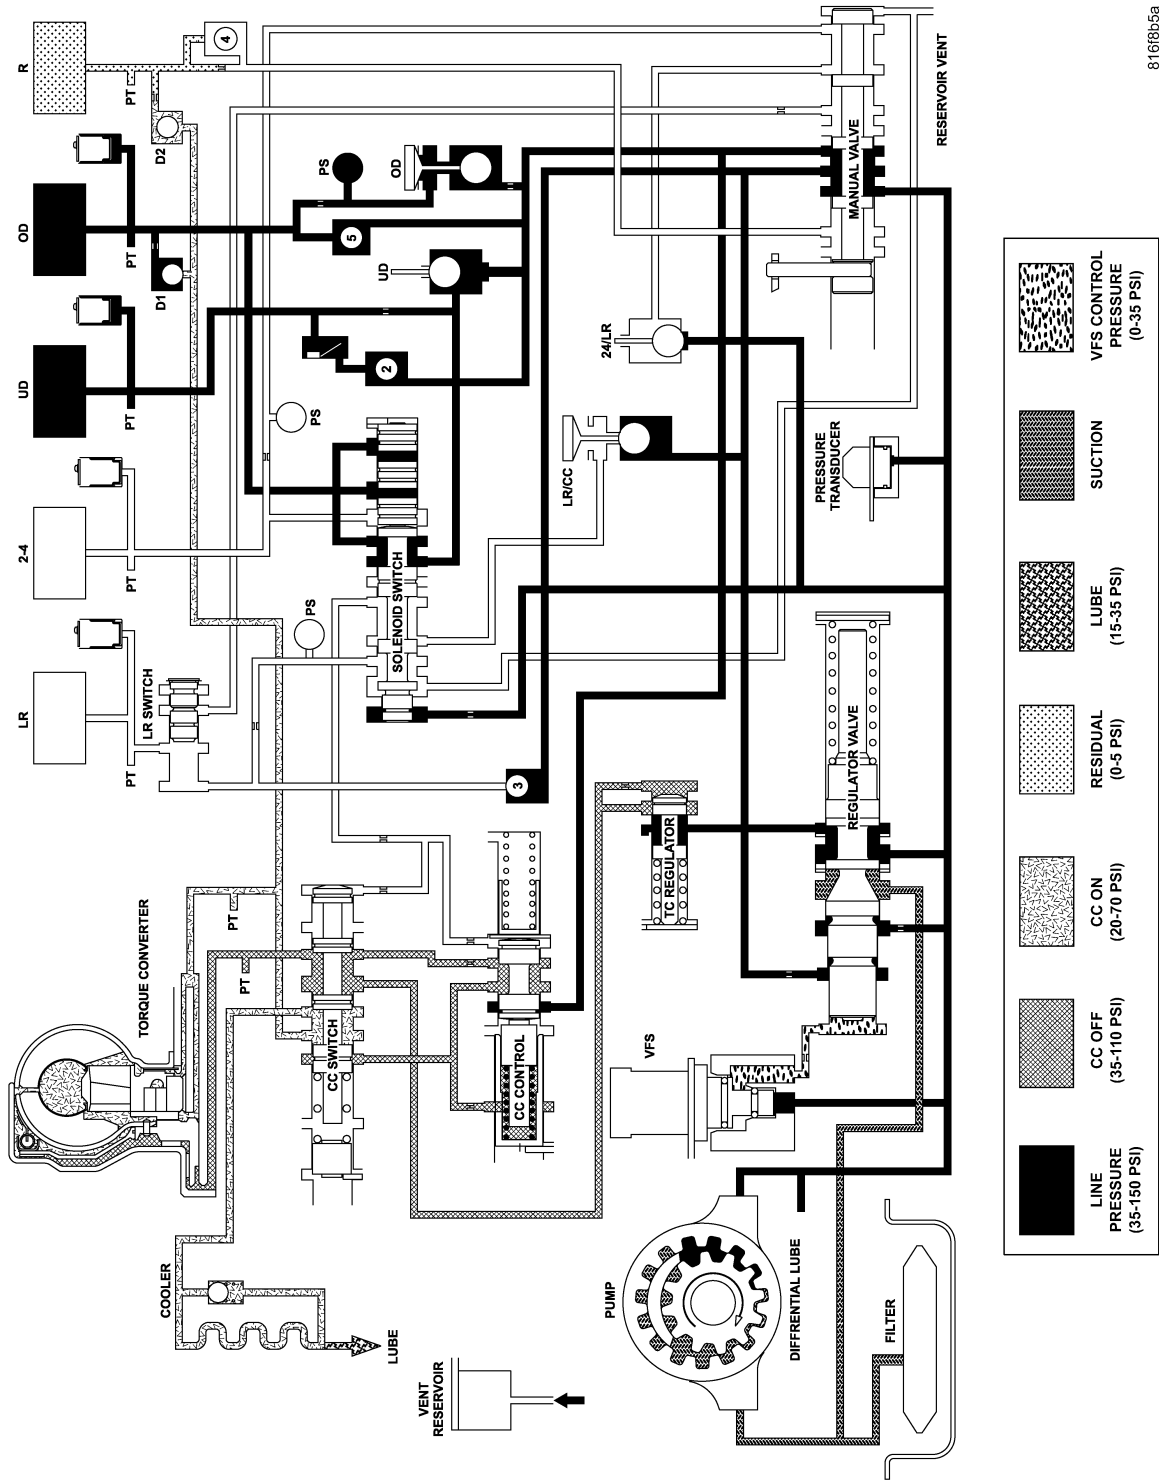 816f8b5a
R
OD
UD
2-4
LR
PT
PT
PT
PT
PT
D2
D1
4
PS
OD
5
UD
2
PS
PS
LR SWITCH
SOLENOID SWITCH
LR/CC
24/LR
3
MANUAL VALVE
RESERVOIR VENT
PRESSURE
TRANSDUCER
TORQUE CONVERTER
PT
PT
CC SWITCH
CC CONTROL
TC REGULATOR
REGULATOR VALVE
VFS
COOLER
LUBE
VENT
RESERVOIR
PUMP
DIFFRENTIAL LUBE
FILTER
LINE
PRESSURE
(35-150 PSI)
CC OFF
(35-110 PSI)
CC ON
(20-70 PSI)
RESIDUAL
(0-5 PSI)
LUBE
(15-35 PSI)
SUCTION
VFS CONTROL
PRESSURE
(0-35 PSI)